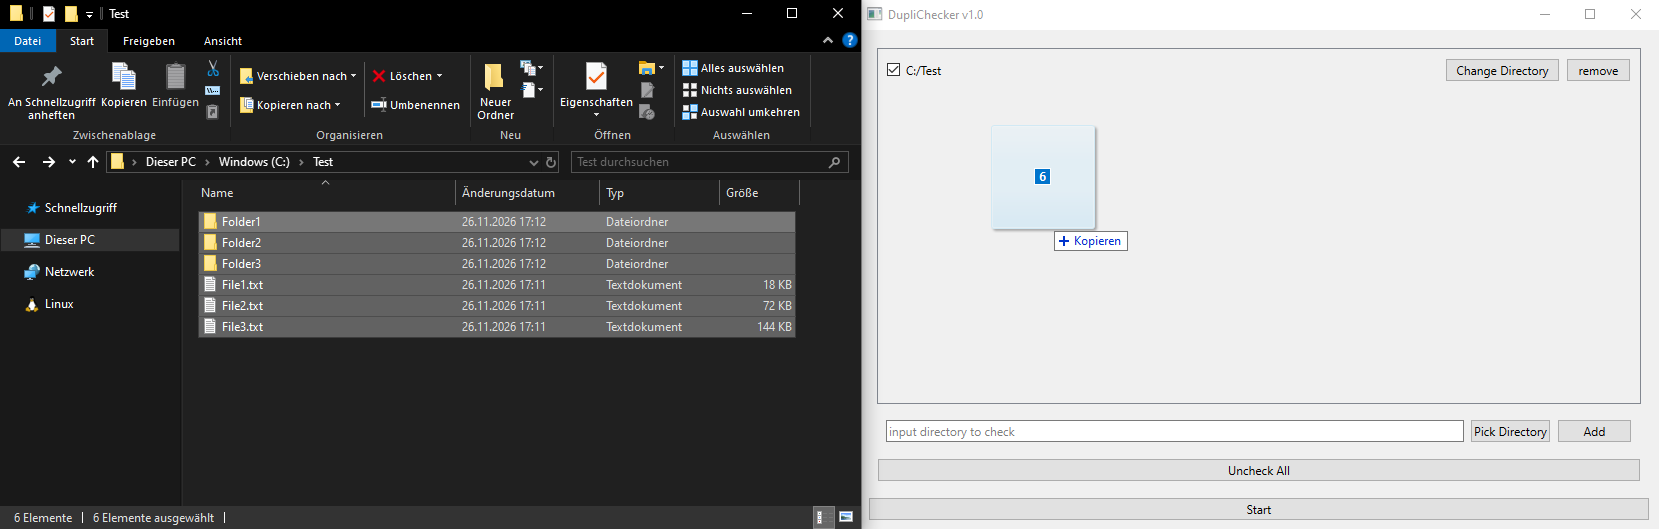 Test
Datei Start Freigeben Ansicht
An Schnellzugriff anheften
Kopieren
Einfügen
Zwischenablage
Verschieben nach
Kopieren nach
Löschen
Umbenennen
Organisieren
Neuer Ordner
Neu
Eigenschaften
Öffnen
Alles auswählen
Nichts auswählen
Auswahl umkehren
Auswählen
Dieser PC Windows (C:) Test
Test durchsuchen
Schnellzugriff
Dieser PC
Netzwerk
Linux
Name Änderungsdatum Typ Größe
Folder1 26.11.2026 17:12 Dateiordner
Folder2 26.11.2026 17:12 Dateiordner
Folder3 26.11.2026 17:12 Dateiordner
File1.txt 26.11.2026 17:11 Textdokument 18 KB
File2.txt 26.11.2026 17:11 Textdokument 72 KB
File3.txt 26.11.2026 17:11 Textdokument 144 KB
6 Elemente 6 Elemente ausgewählt
DupliChecker v1.0
C:/Test Change Directory remove
6
+ Kopieren
input directory to check Pick Directory Add
Uncheck All
Start